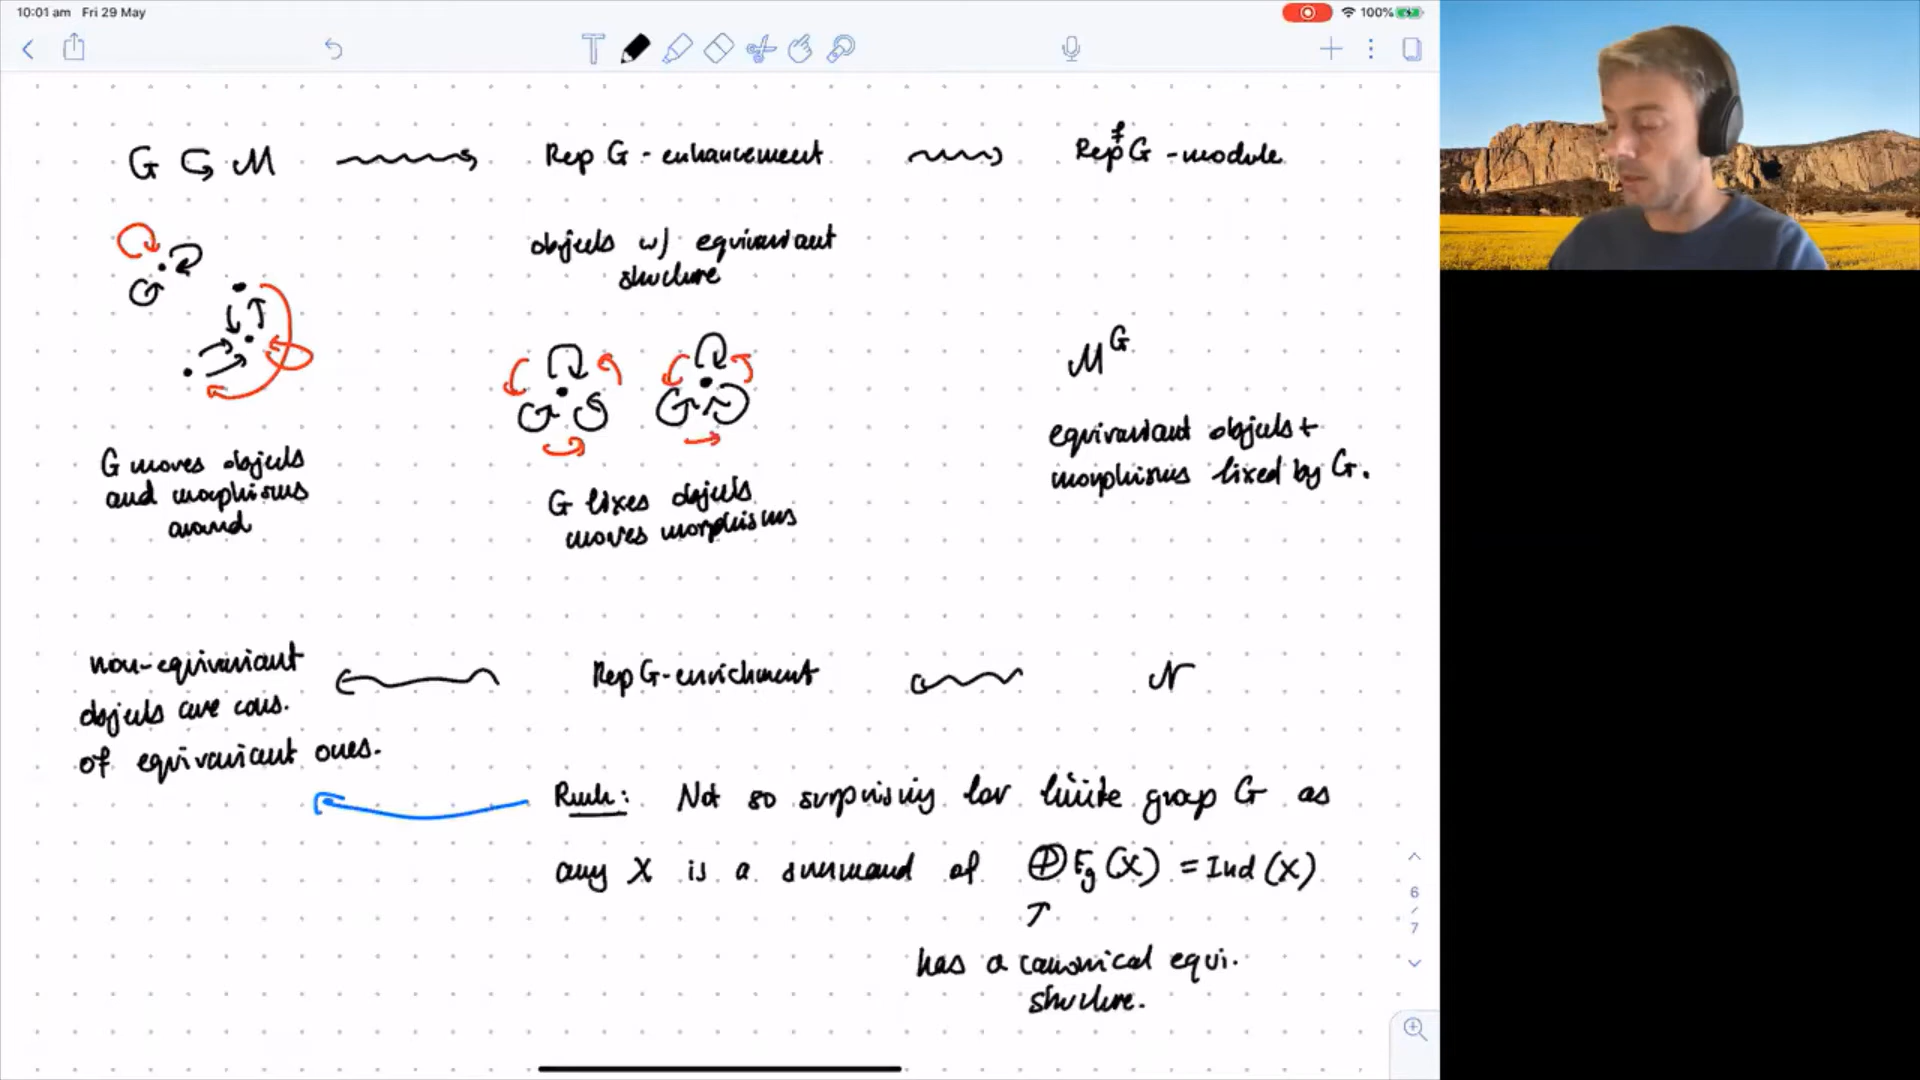 10:01 am Fri 29 May
100%
T
G ↻ M ⟿ Rep G - enhancement ⟿ Rep^f G - module
objects w/ equivariant
structure
M^G
equivariant objects +
morphisms fixed by G.
G moves objects
and morphisms
around
G fixes objects
moves morphisms
non-equivariant
objects are cons.
of equivariant ones.
Rep G - enrichment
N
Rmk: Not so surprising for finite group G as
any X is a summand of ⊕ F_g (X) = Ind (X)
↑
has a canonical equi.
structure.
6
/
7